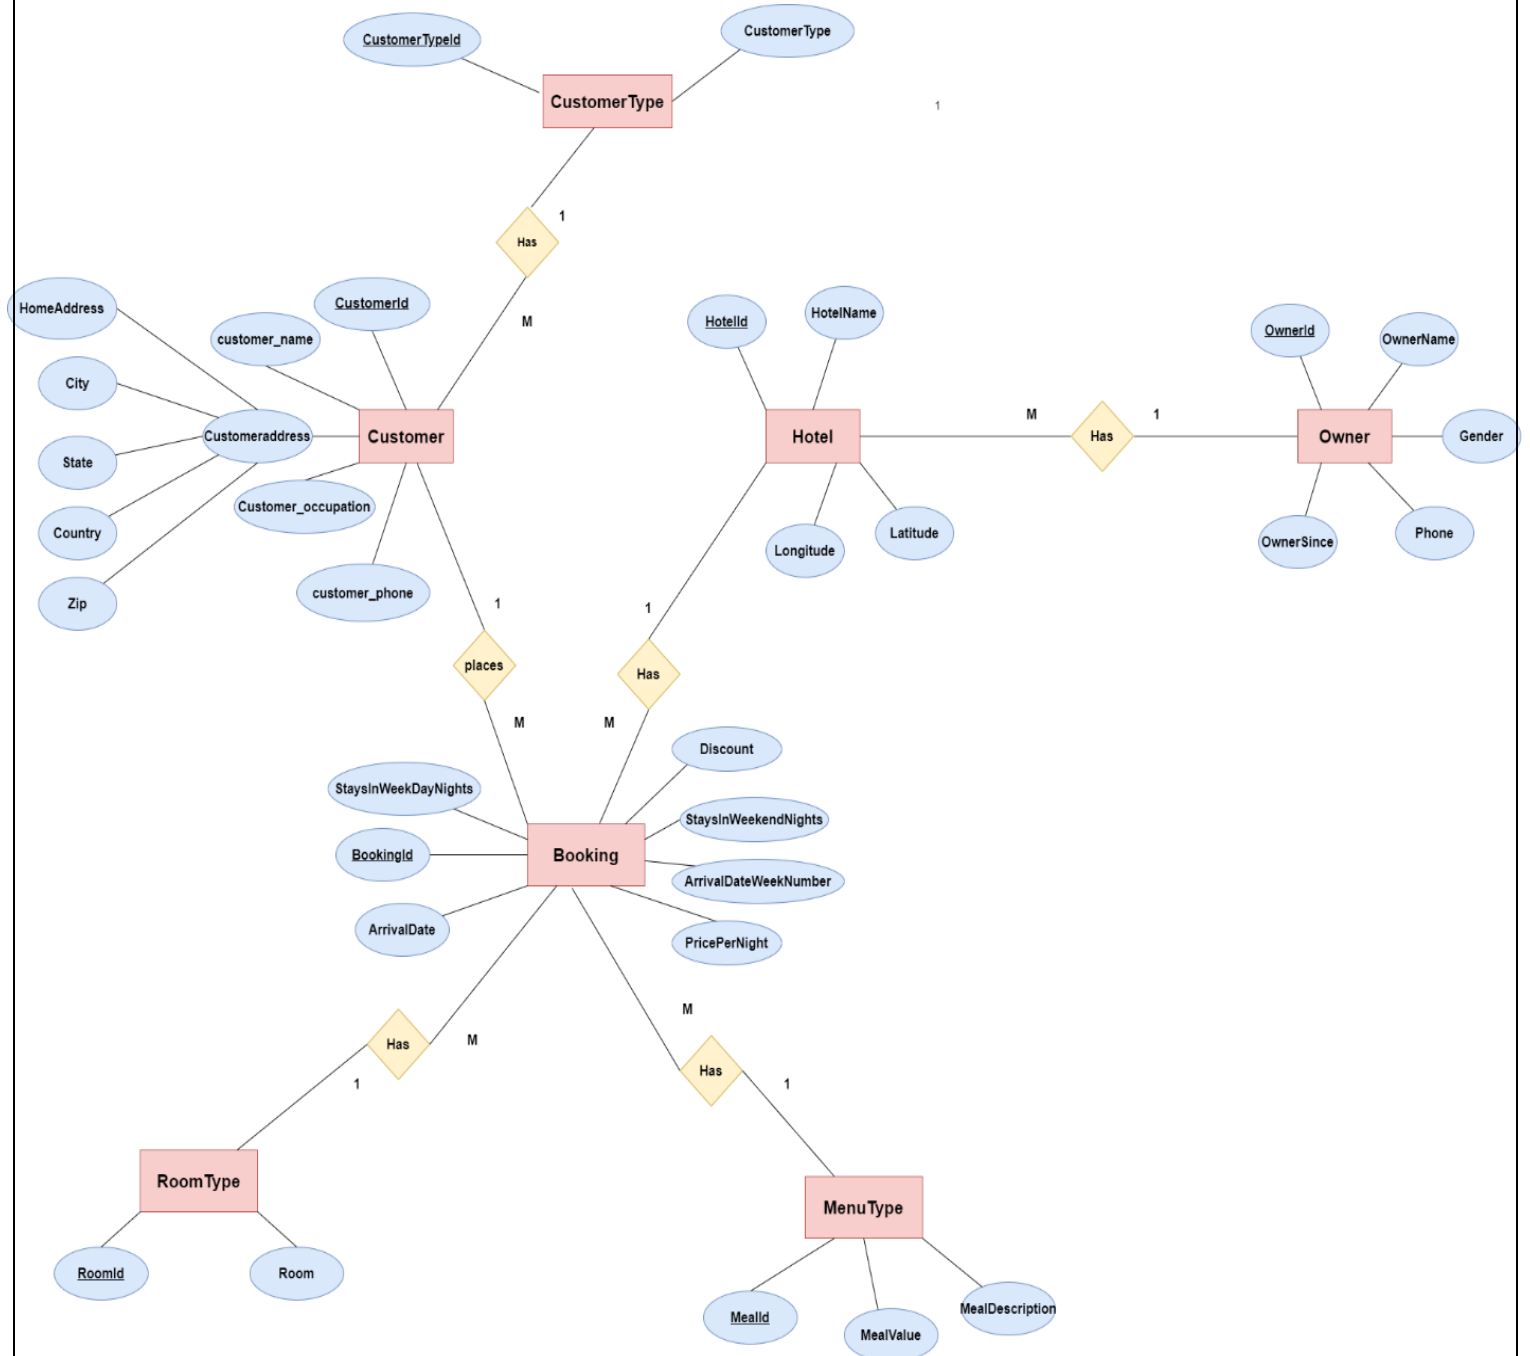 CustomerTypeId
CustomerType
CustomerType
1
1
Has
M
HomeAddress
customer_name
CustomerId
City
Customeraddress
Customer
State
Customer_occupation
Country
customer_phone
Zip
HotelId
HotelName
Hotel
M
Has
1
Longitude
Latitude
OwnerId
OwnerName
Owner
Gender
OwnerSince
Phone
1
places
M
1
Has
M
Discount
StaysInWeekDayNights
StaysInWeekendNights
BookingId
Booking
ArrivalDateWeekNumber
ArrivalDate
PricePerNight
Has
M
1
M
Has
1
RoomType
RoomId
Room
MenuType
MealId
MealValue
MealDescription